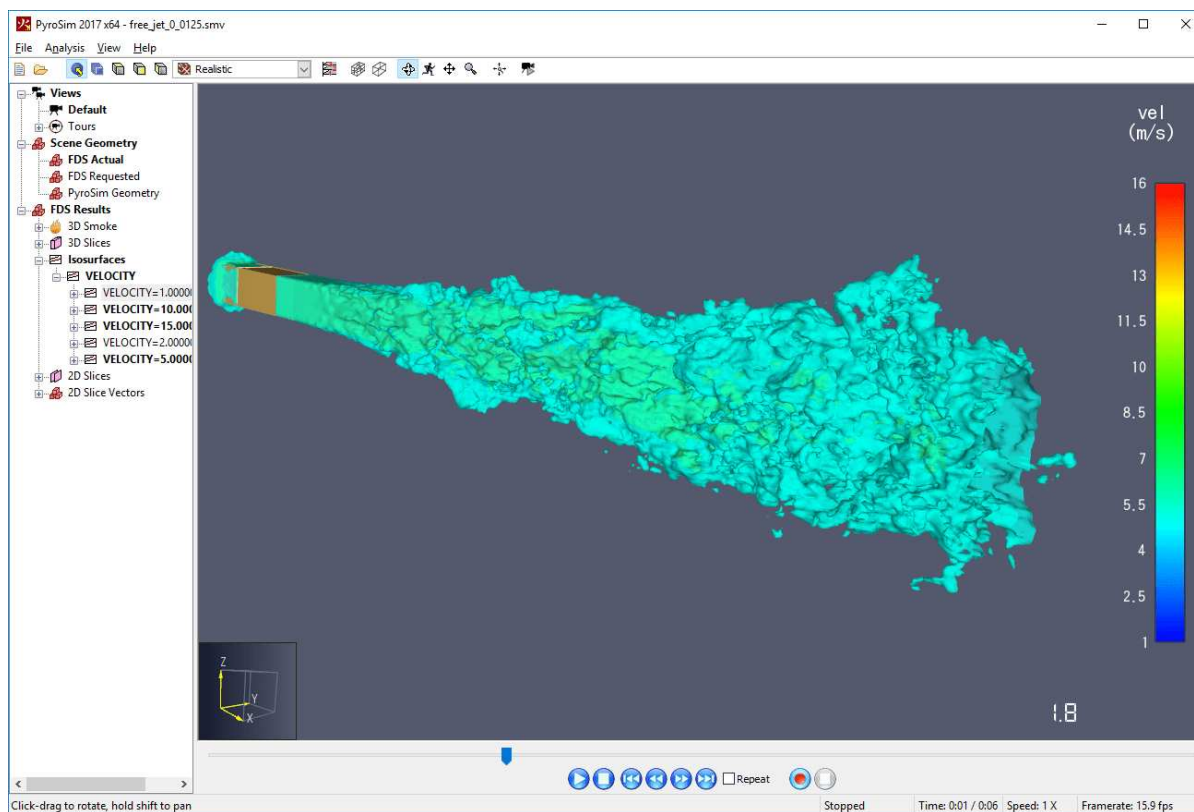 PyroSim 2017 x64 - free_jet_0_0125.smv
File Analysis View Help
Realistic
Views
Default
Tours
Scene Geometry
FDS Actual
FDS Requested
PyroSim Geometry
FDS Results
3D Smoke
3D Slices
Isosurfaces
VELOCITY
VELOCITY=1.0000
VELOCITY=10.000
VELOCITY=15.000
VELOCITY=2.0000
VELOCITY=5.0000
2D Slices
2D Slice Vectors
vel
(m/s)
16
14.5
13
11.5
10
8.5
7
5.5
4
2.5
1
Z
Y
X
1.8
Repeat
Click-drag to rotate, hold shift to pan
Stopped Time: 0:01 / 0:06 Speed: 1 X Framerate: 15.9 fps